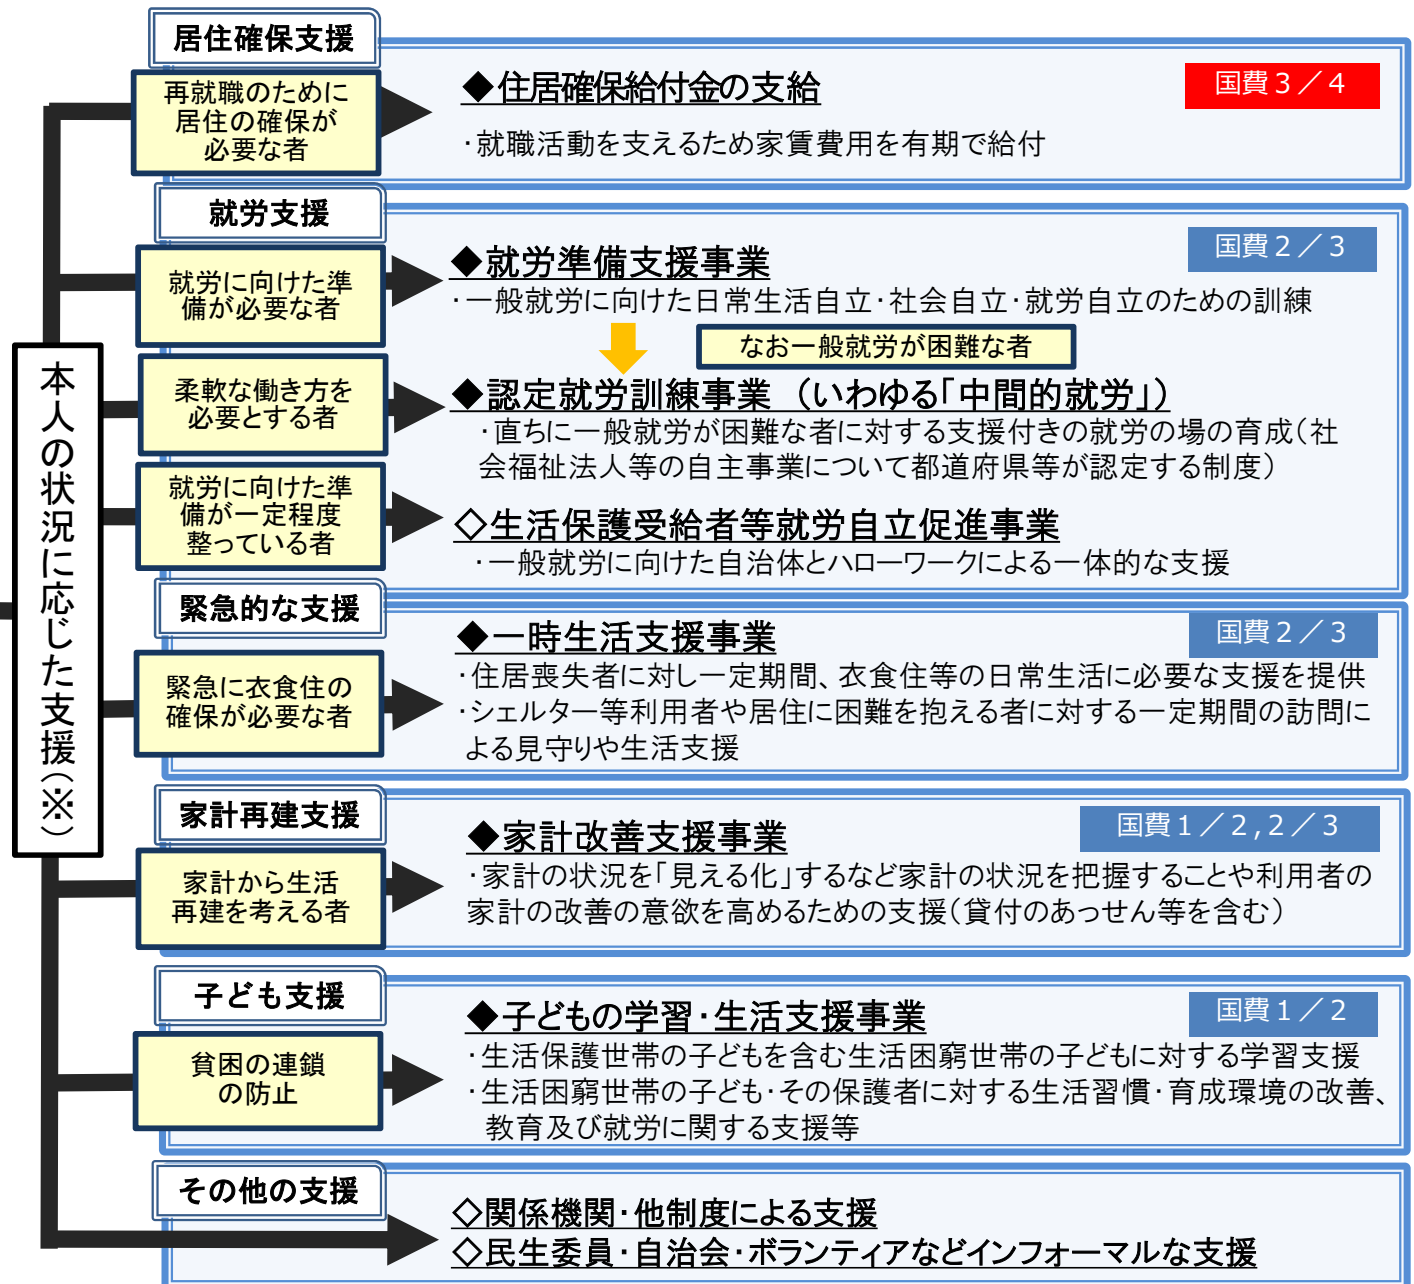 本人の状況に応じた支援（※）
居住確保支援
再就職のために
居住の確保が
必要な者
◆住居確保給付金の支給
国費３／４
・就職活動を支えるため家賃費用を有期で給付
就労支援
就労に向けた準
備が必要な者
◆就労準備支援事業
国費２／３
・一般就労に向けた日常生活自立・社会自立・就労自立のための訓練
なお一般就労が困難な者
柔軟な働き方を
必要とする者
◆認定就労訓練事業 （いわゆる「中間的就労」）
・直ちに一般就労が困難な者に対する支援付きの就労の場の育成（社
会福祉法人等の自主事業について都道府県等が認定する制度）
就労に向けた準
備が一定程度
整っている者
◇生活保護受給者等就労自立促進事業
・一般就労に向けた自治体とハローワークによる一体的な支援
緊急的な支援
緊急に衣食住の
確保が必要な者
◆一時生活支援事業
国費２／３
・住居喪失者に対し一定期間、衣食住等の日常生活に必要な支援を提供
・シェルター等利用者や居住に困難を抱える者に対する一定期間の訪問に
よる見守りや生活支援
家計再建支援
家計から生活
再建を考える者
◆家計改善支援事業
国費１／２,２／３
・家計の状況を「見える化」するなど家計の状況を把握することや利用者の
家計の改善の意欲を高めるための支援（貸付のあっせん等を含む）
子ども支援
貧困の連鎖
の防止
◆子どもの学習・生活支援事業
国費１／２
・生活保護世帯の子どもを含む生活困窮世帯の子どもに対する学習支援
・生活困窮世帯の子ども・その保護者に対する生活習慣・育成環境の改善、
教育及び就労に関する支援等
その他の支援
◇関係機関・他制度による支援
◇民生委員・自治会・ボランティアなどインフォーマルな支援